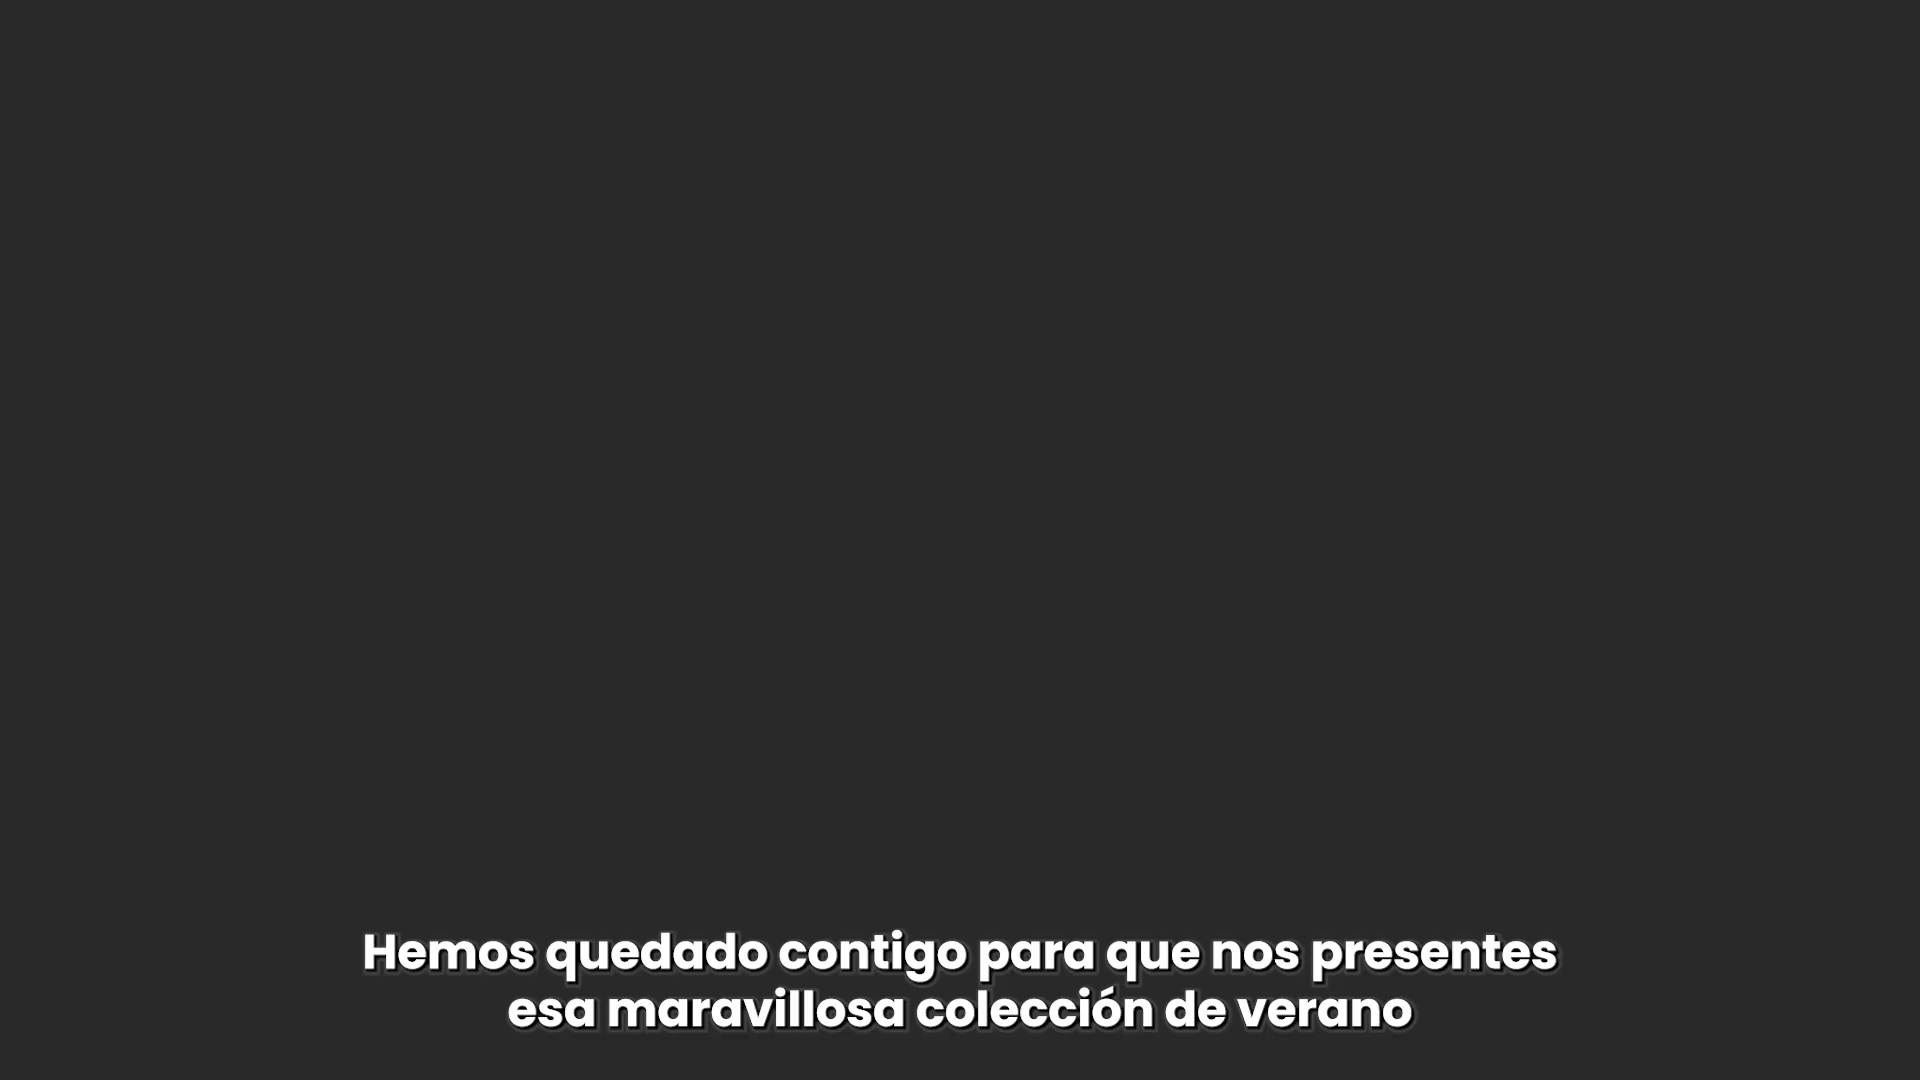 Hemos quedado contigo para que nos presentes
esa maravillosa colección de verano